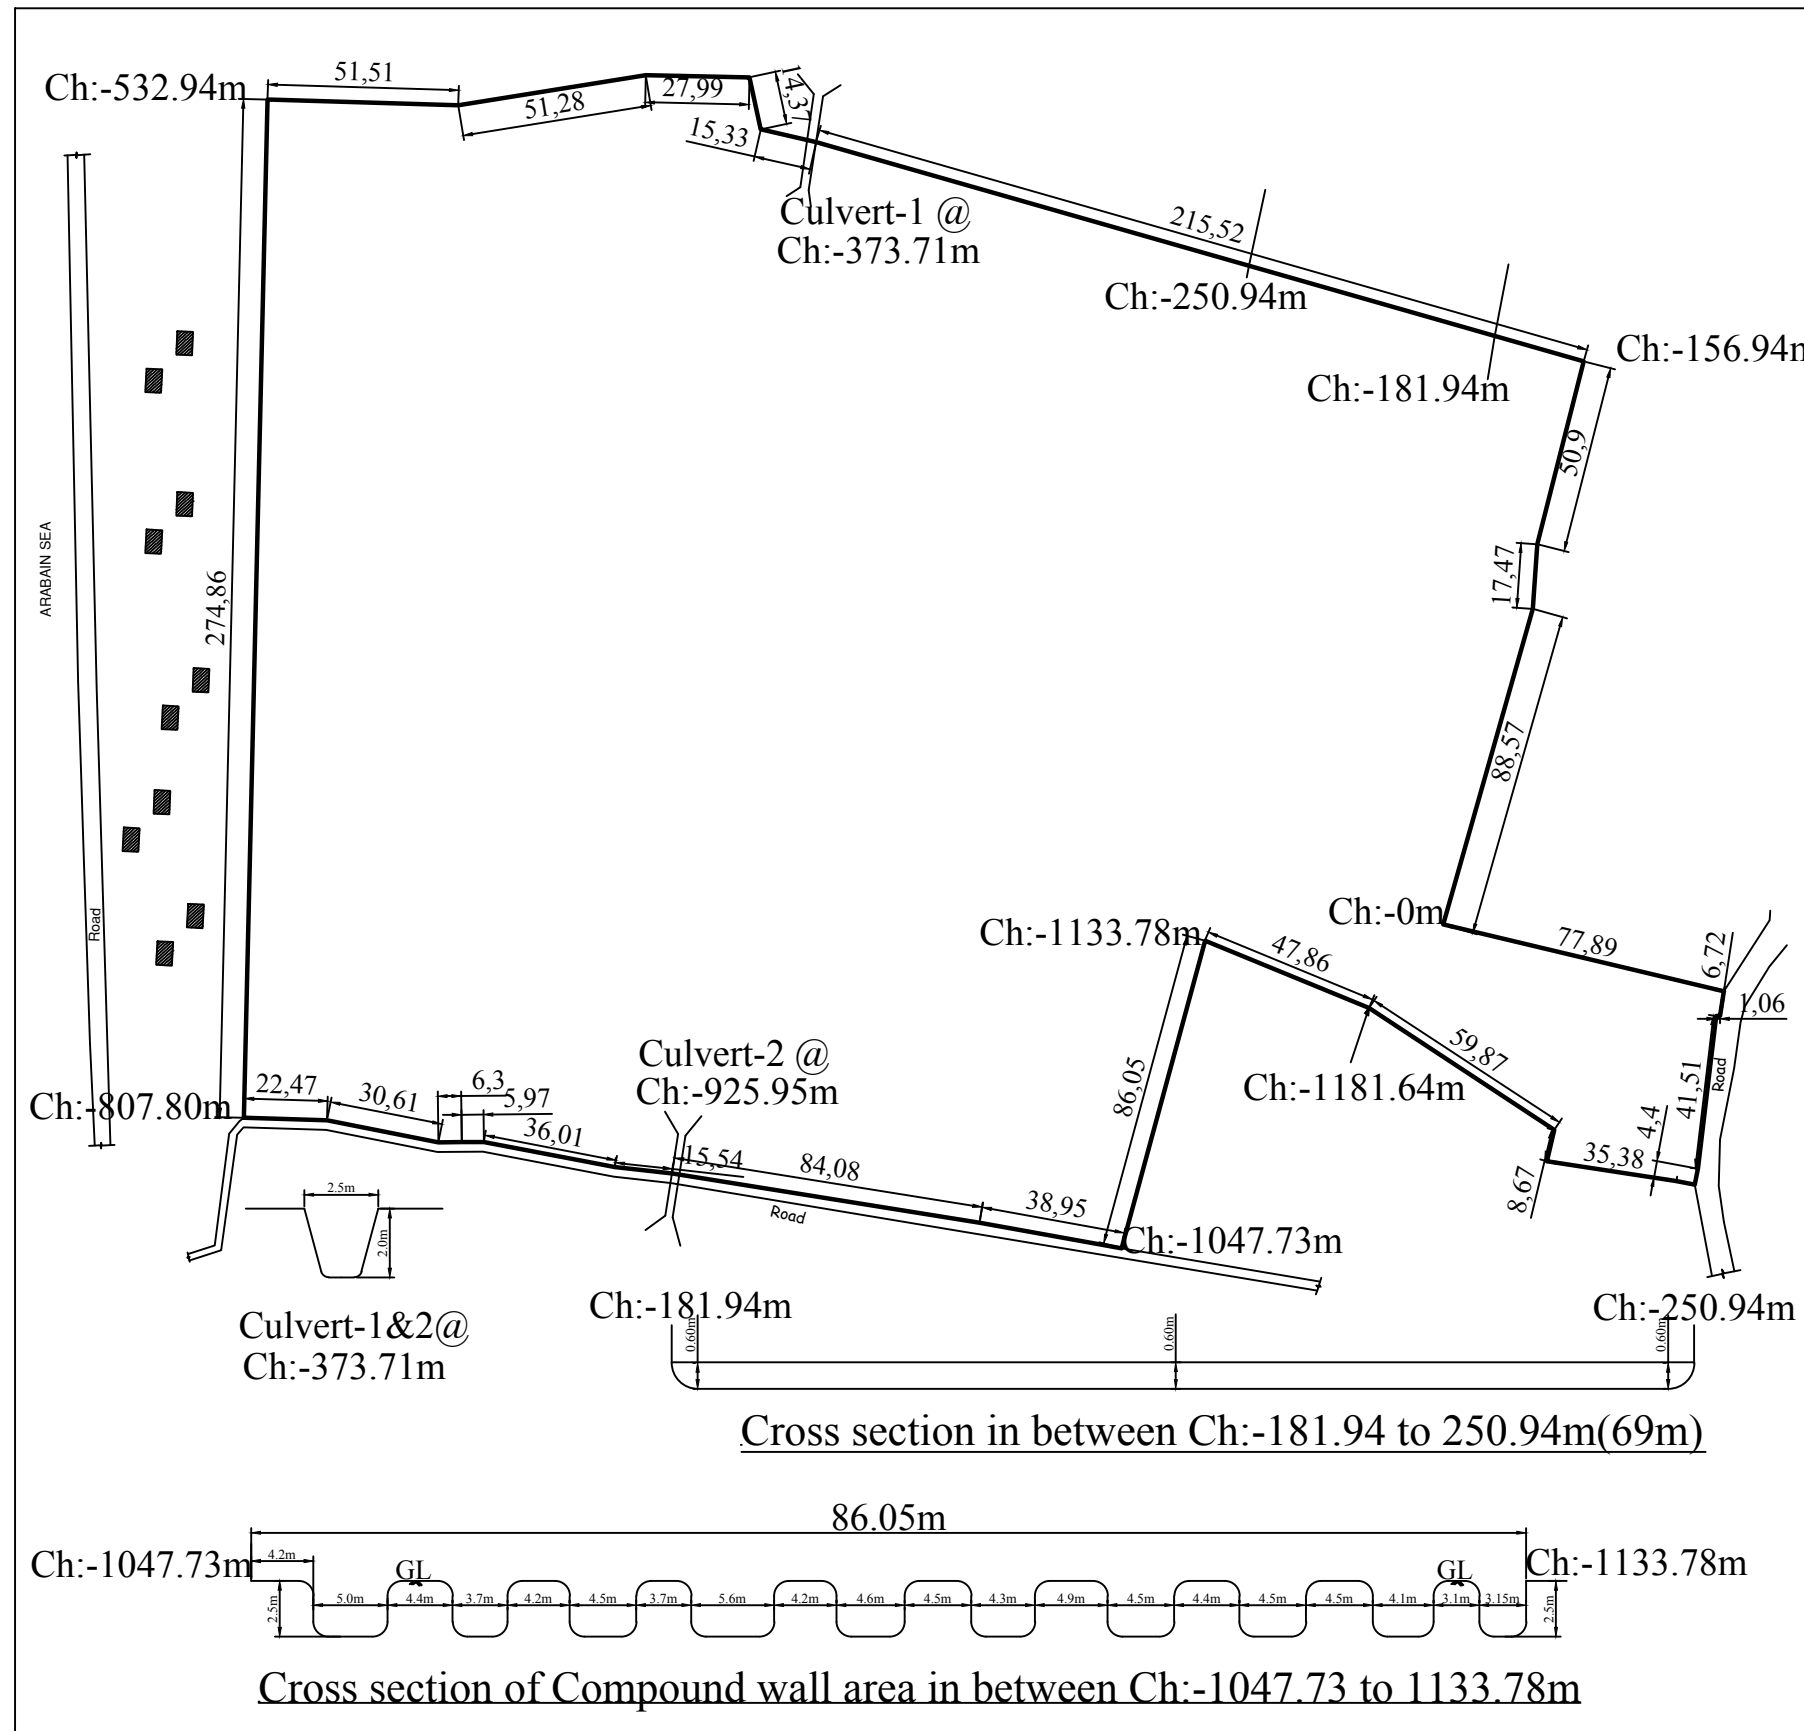 Ch:-532.94m
51,51
51,28
27,99
14,37
15,33
Culvert-1 @
Ch:-373.71m
215,52
Ch:-250.94m
Ch:-181.94m
Ch:-156.94m
50,9
17,47
88,57
ARABAIN SEA
274,86
Road
Ch:-0m
77,89
6,72
1,06
Road
41,51
4,4
35,38
8,67
Ch:-1133.78m
47,86
59,87
Ch:-1181.64m
86,05
Culvert-2 @
Ch:-925.95m
Ch:-807.80m
22,47
30,61
6,3
5,97
36,01
15,54
84,08
38,95
Road
Ch:-1047.73m
2.5m
2.0m
Culvert-1&2@
Ch:-373.71m
Ch:-181.94m
Ch:-250.94m
0.60m
0.60m
0.60m
Cross section in between Ch:-181.94 to 250.94m(69m)
86.05m
Ch:-1047.73m
4.2m
GL
GL
Ch:-1133.78m
2.5m
5.0m 4.4m 3.7m 4.2m 4.5m 3.7m 5.6m 4.2m 4.6m 4.5m 4.3m 4.9m 4.5m 4.4m 4.5m 4.5m 4.1m 3.1m 3.15m
2.5m
Cross section of Compound wall area in between Ch:-1047.73 to 1133.78m